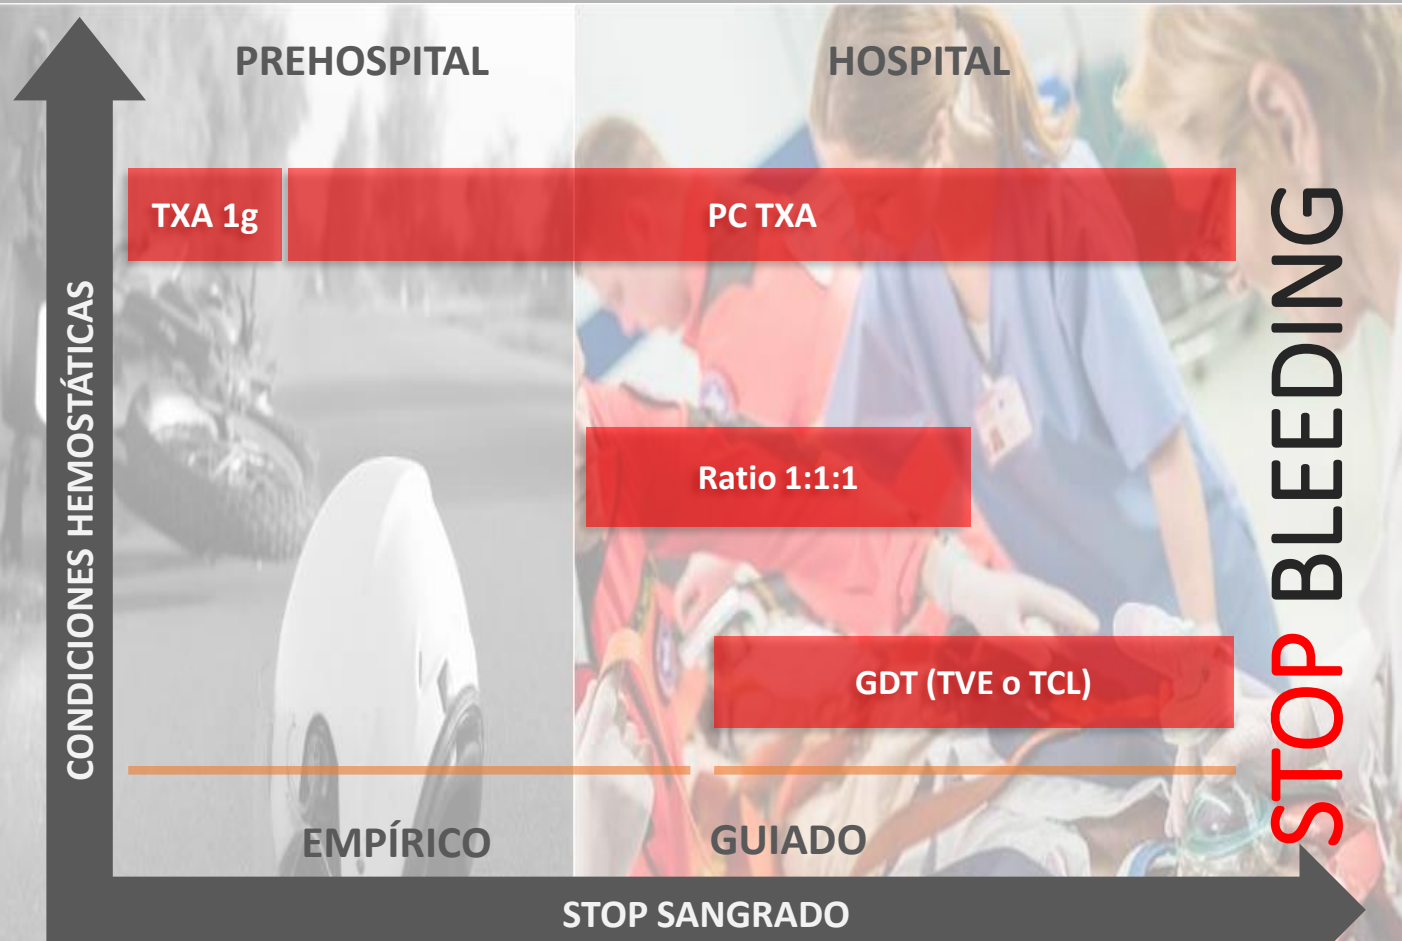 PREHOSPITAL
HOSPITAL
TXA 1g
PC TXA
Ratio 1:1:1
GDT (TVE o TCL)
EMPÍRICO
GUIADO
CONDICIONES HEMOSTÁTICAS
STOP SANGRADO
STOP BLEEDING